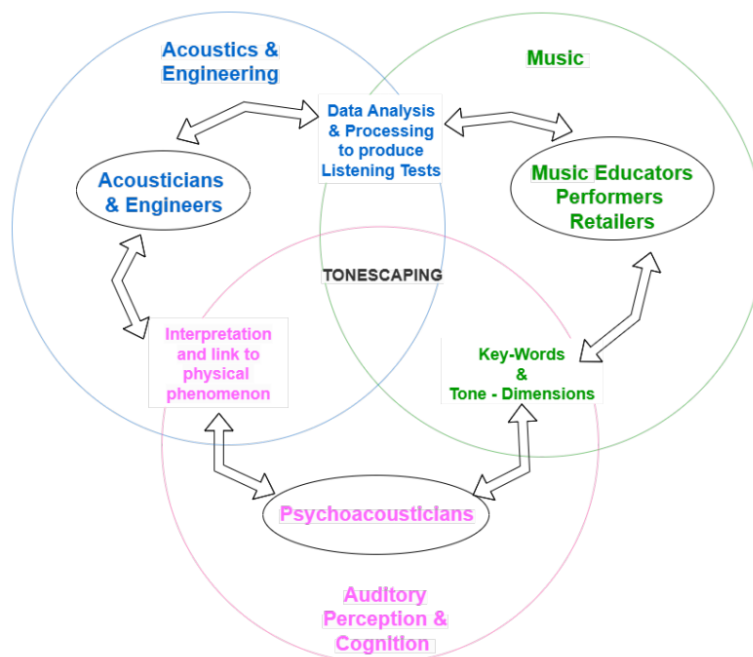 Acoustics &
Engineering
Music
Data Analysis
& Processing
to produce
Listening Tests
Acousticians
& Engineers
Music Educators
Performers
Retailers
TONESCAPING
Interpretation
and link to
physical
phenomenon
Key-Words
&
Tone - Dimensions
Psychoacousticians
Auditory
Perception &
Cognition